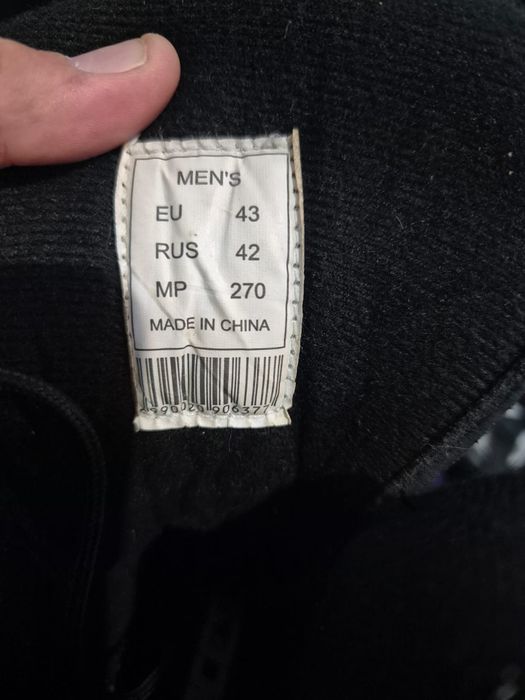 MEN'S
EU 43
RUS 42
MP 270
MADE IN CHINA